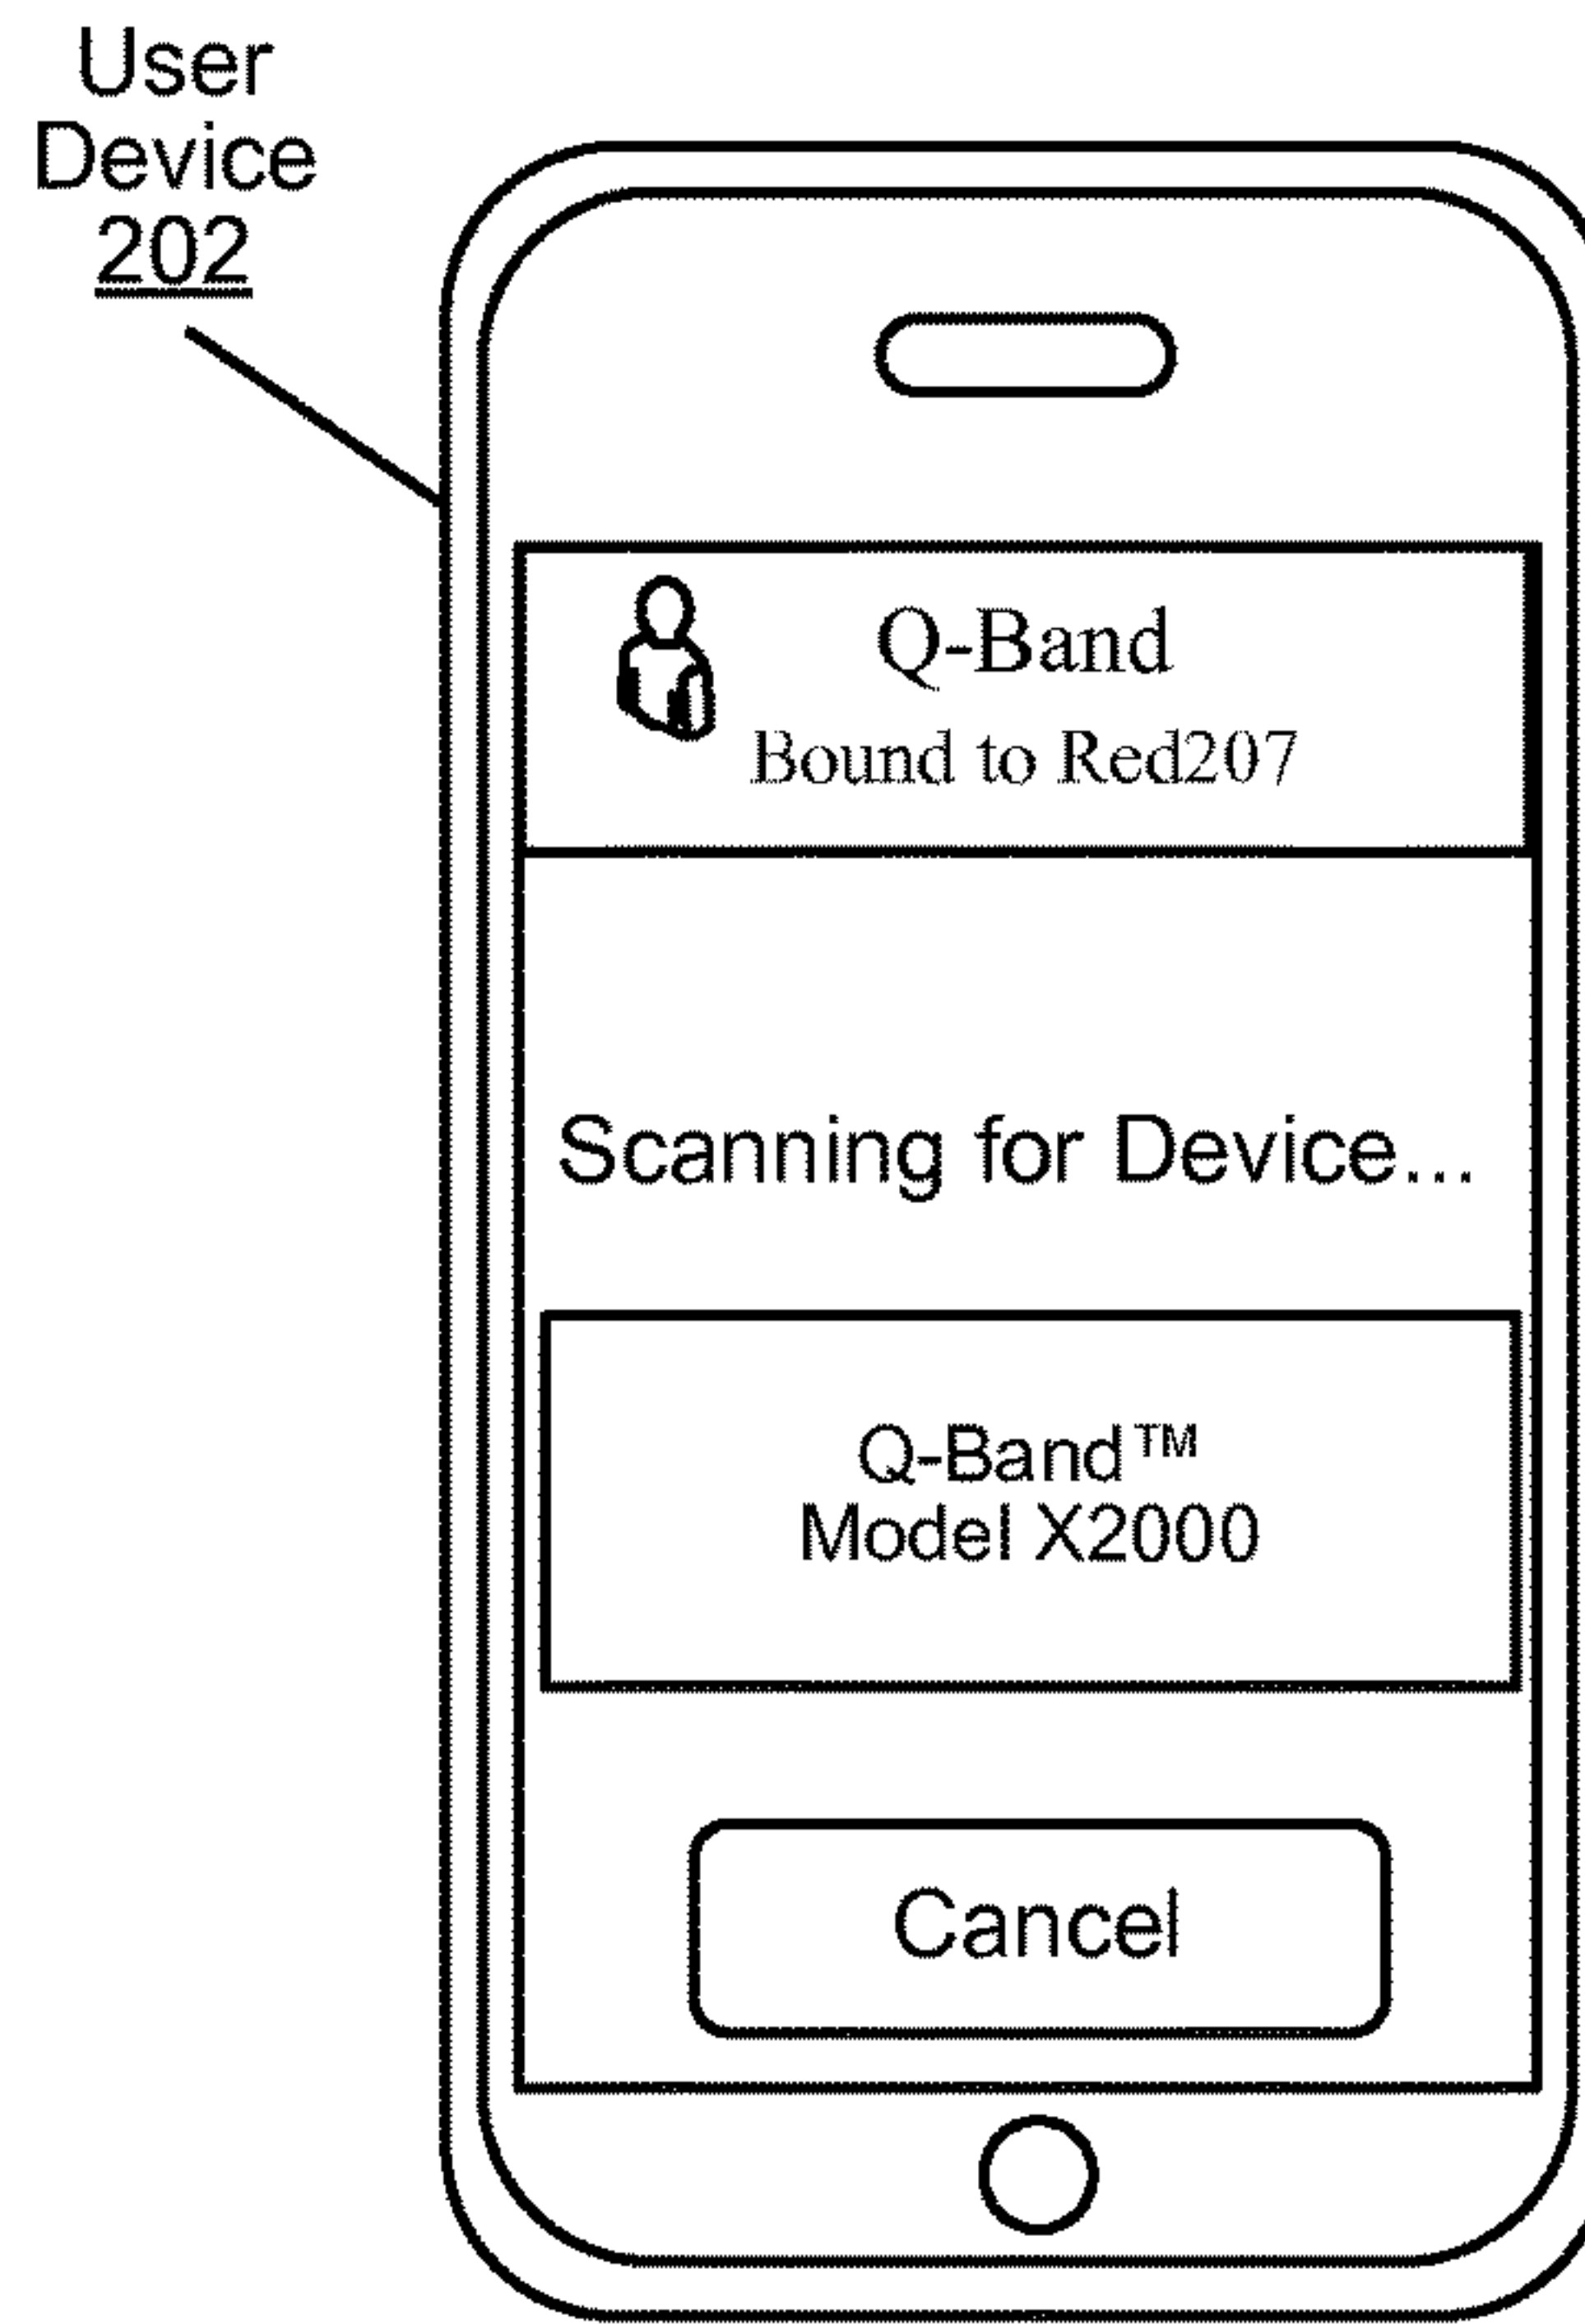 User
Device
202
Q-Band
Bound to Red207
Scanning for Device...
Q-Band™
Model X2000
Cancel